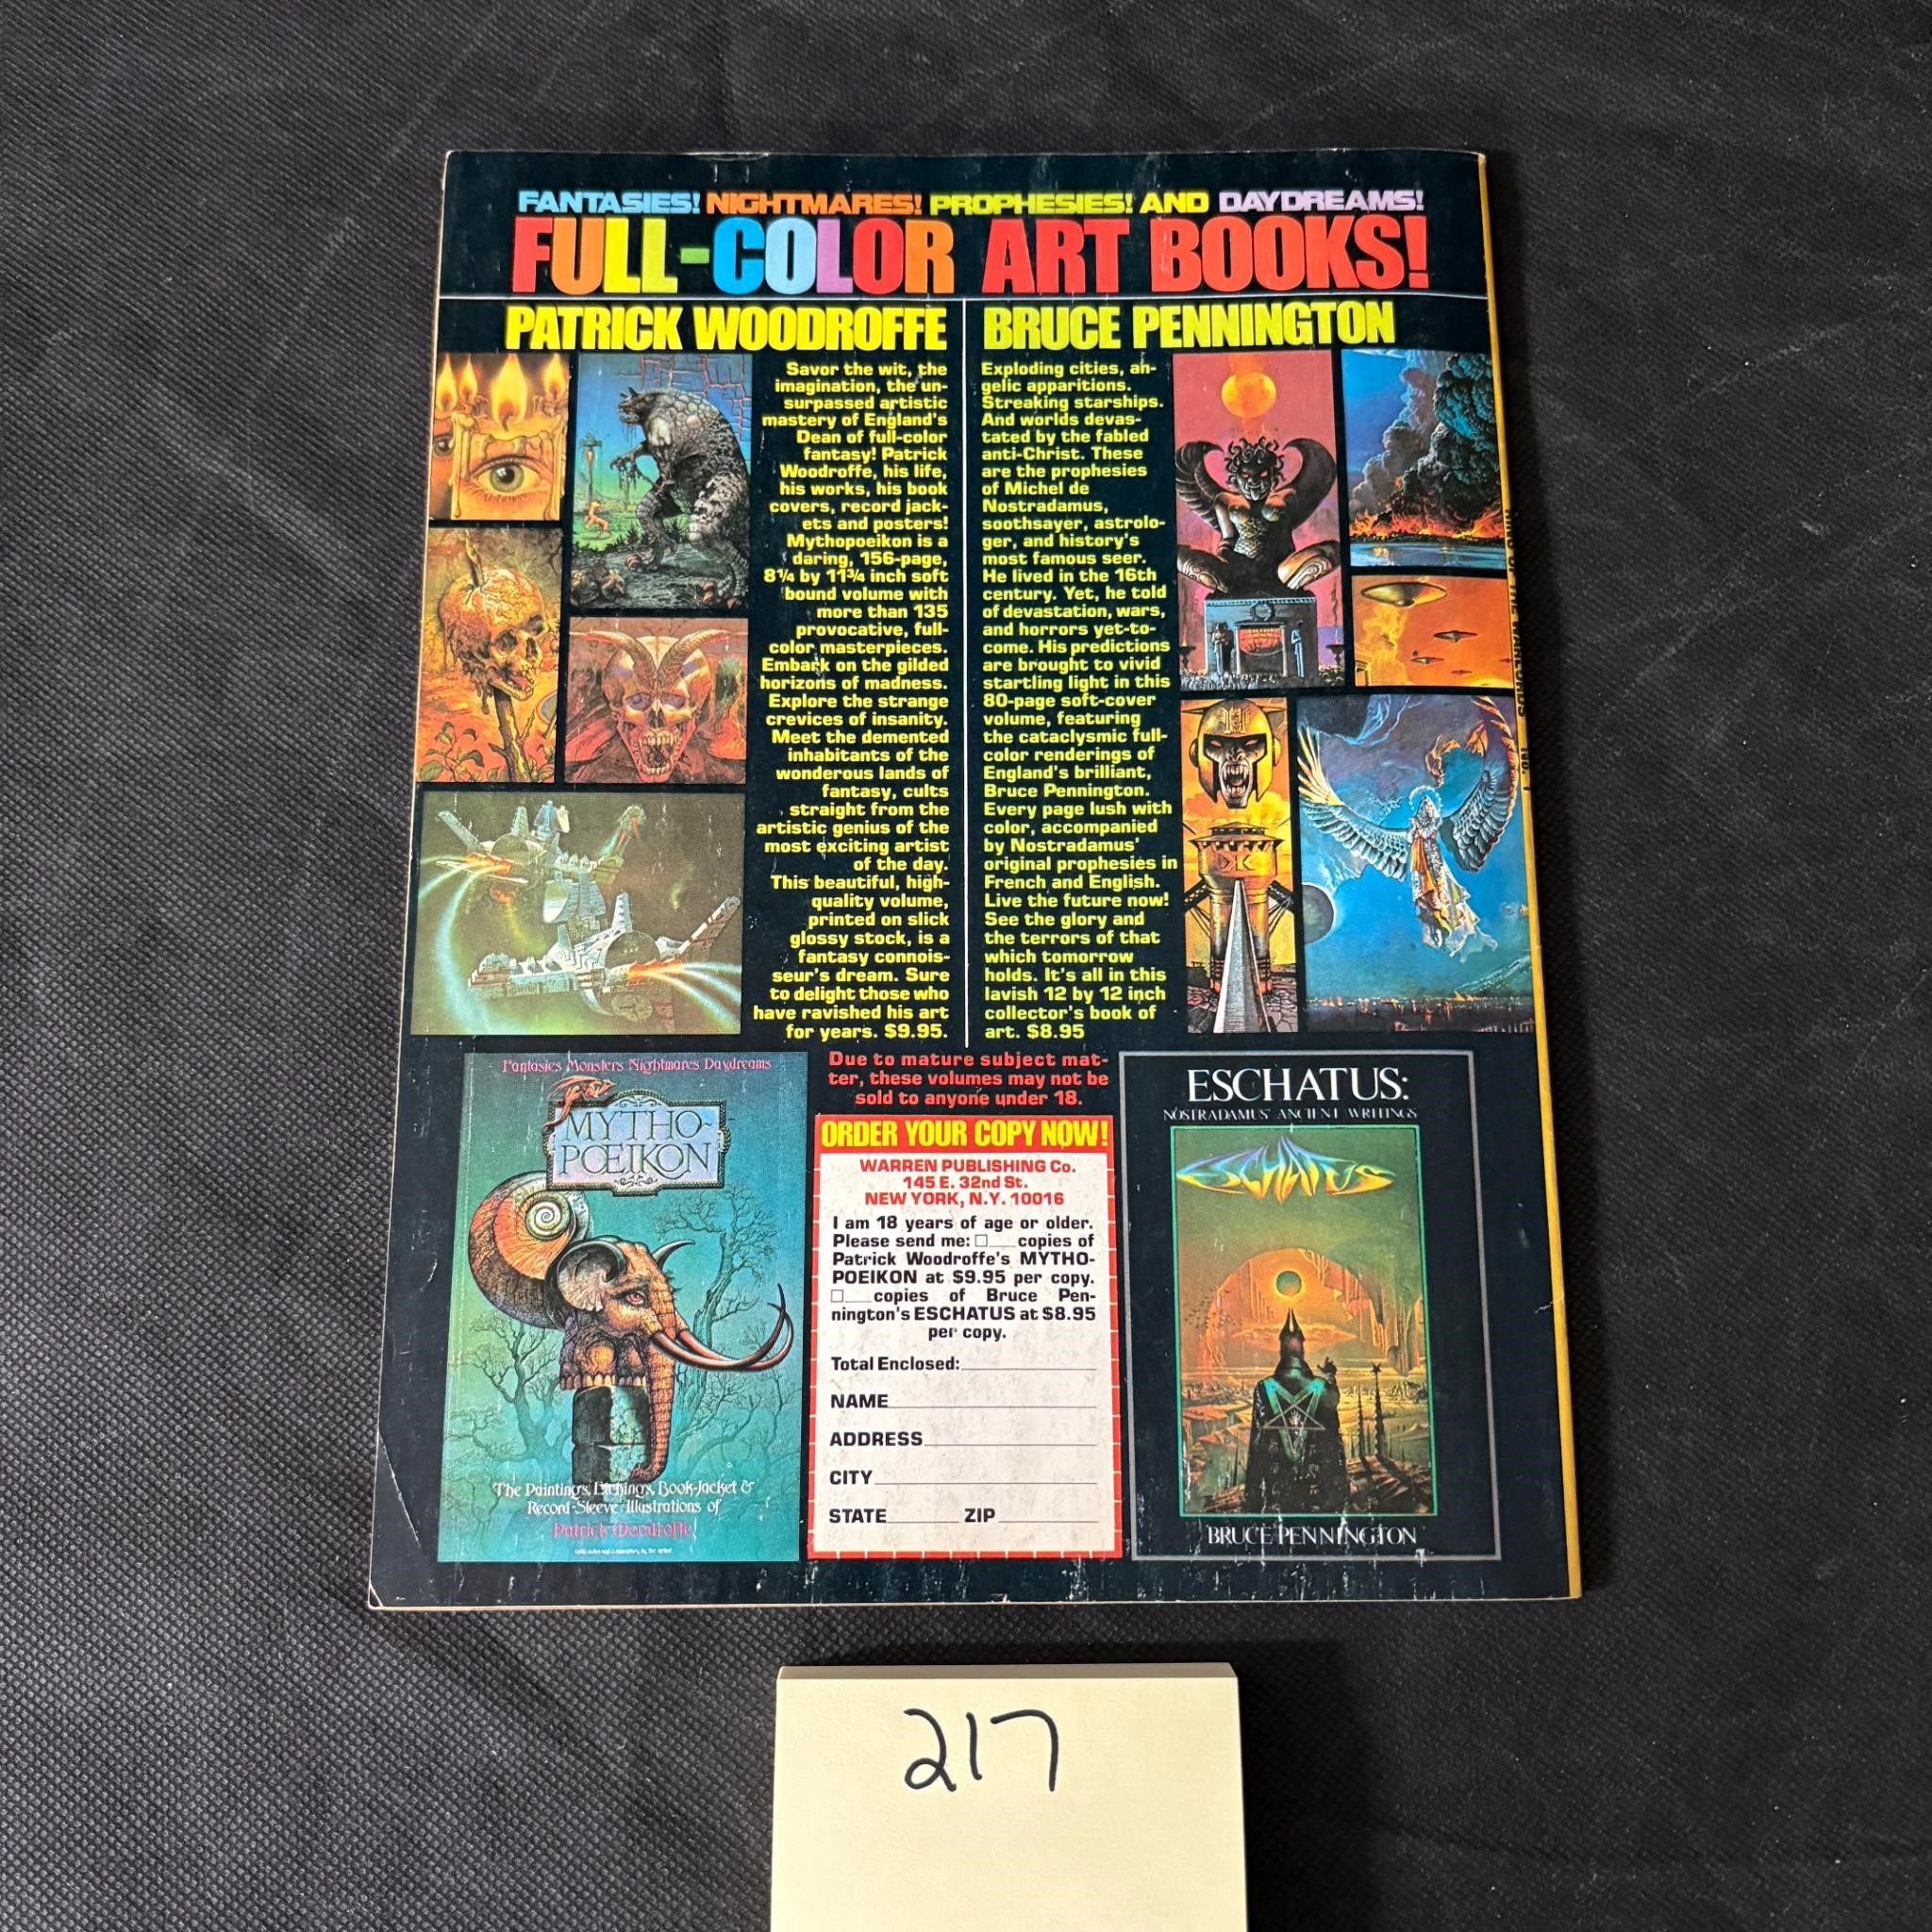 FANTASIES! NIGHTMARES! PROPHESIES! AND DAYDREAMS!
FULL-COLOR ART BOOKS!
PATRICK WOODROFFE
Savor the wit, the
imagination, the un-
surpassed artistic
mastery of England's
Dean of full-color
fantasy! Patrick
Woodroffe, his life,
his works, his book
covers, record jack-
ets and posters!
Mythopoeikon is a
daring, 156-page,
8¼ by 11¾ inch soft
bound volume with
more than 135
provocative, full-
color masterpieces.
Embark on the gilded
horizons of madness.
Explore the strange
crevices of insanity.
Meet the demented
inhabitants of the
wonderous lands of
fantasy, cults
straight from the
artistic genius of the
most exciting artist
of the day.
This beautiful, high-
quality volume,
printed on slick
glossy stock, is a
fantasy connois-
seur's dream. Sure
to delight those who
have ravished his art
for years. $9.95.
BRUCE PENNINGTON
Exploding cities, an-
gelic apparitions.
Streaking starships.
And worlds devas-
tated by the fabled
anti-Christ. These
are the prophesies
of Michel de
Nostradamus,
soothsayer, astrolo-
ger, and history's
most famous seer.
He lived in the 16th
century. Yet, he told
of devastation, wars,
and horrors yet-to-
come. His predictions
are brought to vivid
startling light in this
80-page soft-cover
volume, featuring
the cataclysmic full-
color renderings of
England's brilliant,
Bruce Pennington.
Every page lush with
color, accompanied
by Nostradamus'
original prophesies in
French and English.
Live the future now!
See the glory and
the terrors of that
which tomorrow
holds. It's all in this
lavish 12 by 12 inch
collector's book of
art. $8.95
Fantasies Monsters Nightmares Daydreams
MYTHO-
POEIKON
The Paintings, Etchings, Book-Jacket &
Record-Sleeve Illustrations of
Patrick Woodroffe
Due to mature subject mat-
ter, these volumes may not be
sold to anyone under 18.
ORDER YOUR COPY NOW!
WARREN PUBLISHING Co.
145 E. 32nd St.
NEW YORK, N.Y. 10016
I am 18 years of age or older.
Please send me: □___copies of
Patrick Woodroffe's MYTHO-
POEIKON at $9.95 per copy.
□___copies of Bruce Pen-
nington's ESCHATUS at $8.95
per copy.
Total Enclosed:
NAME
ADDRESS
CITY
STATE ZIP
ESCHATUS:
NOSTRADAMUS' ANCIENT WRITINGS
ESCHATUS
BRUCE PENNINGTON
217